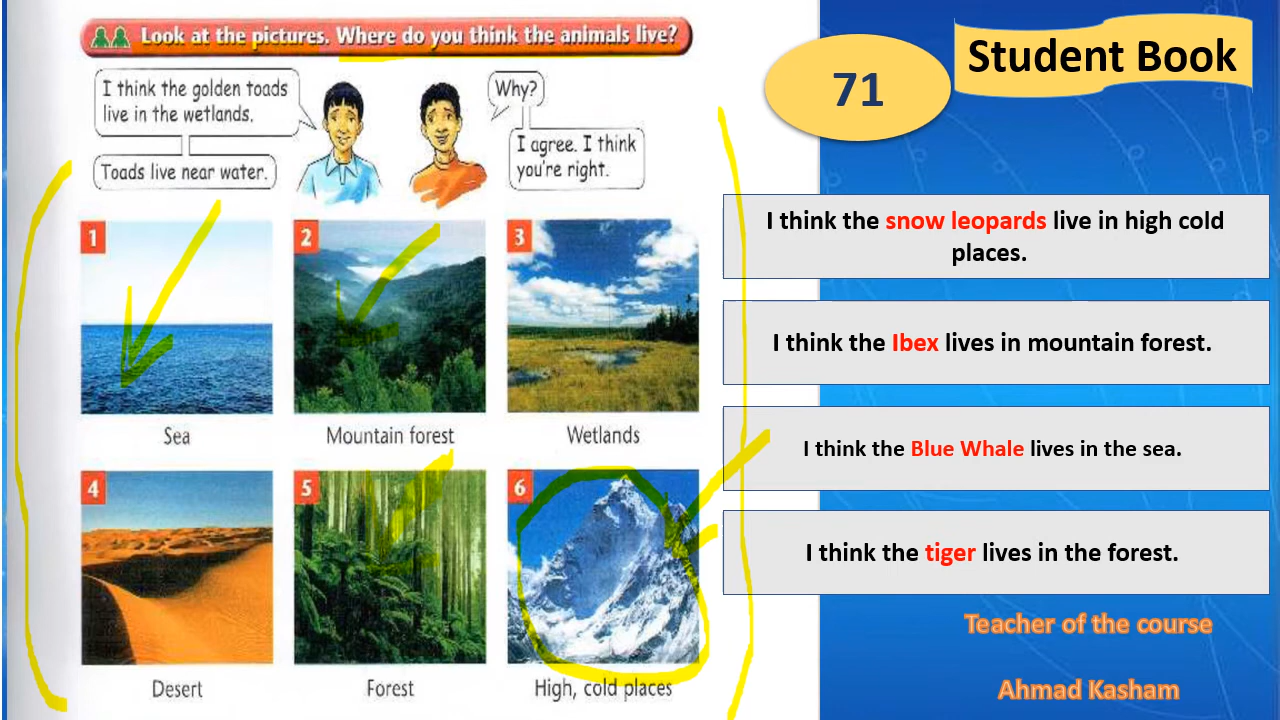 Look at the pictures. Where do you think the animals live?
I think the golden toads
live in the wetlands.
Toads live near water.
Why?
I agree. I think
you're right.
1
2
3
Sea
Mountain forest
Wetlands
4
5
6
Desert
Forest
High, cold places
71
Student Book
I think the snow leopards live in high cold
places.
I think the Ibex lives in mountain forest.
I think the Blue Whale lives in the sea.
I think the tiger lives in the forest.
Teacher of the course
Ahmad Kasham